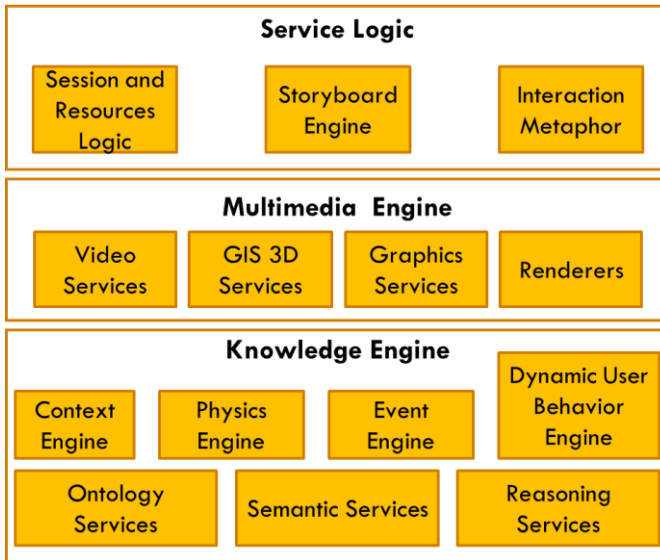 Service Logic
Session and
Resources
Logic
Storyboard
Engine
Interaction
Metaphor
Multimedia Engine
Video
Services
GIS 3D
Services
Graphics
Services
Renderers
Knowledge Engine
Context
Engine
Physics
Engine
Event
Engine
Dynamic User
Behavior
Engine
Ontology
Services
Semantic Services
Reasoning
Services